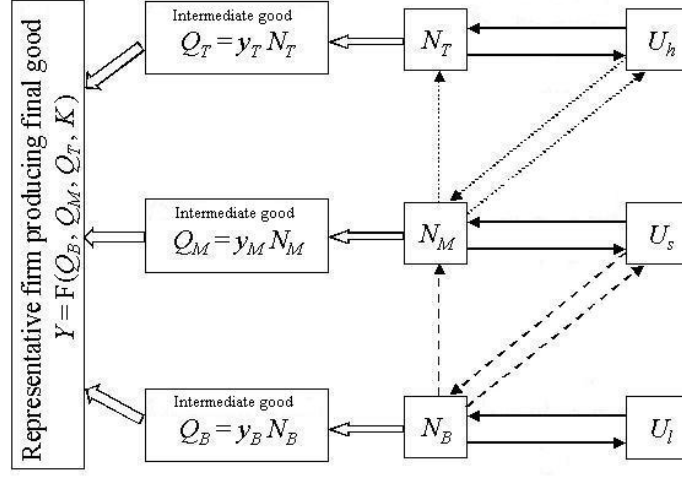 Representative firm producing final good
Y = F(Q_B, Q_M, Q_T, K)
Intermediate good
Q_T = y_T N_T
N_T
U_h
Intermediate good
Q_M = y_M N_M
N_M
U_s
Intermediate good
Q_B = y_B N_B
N_B
U_l